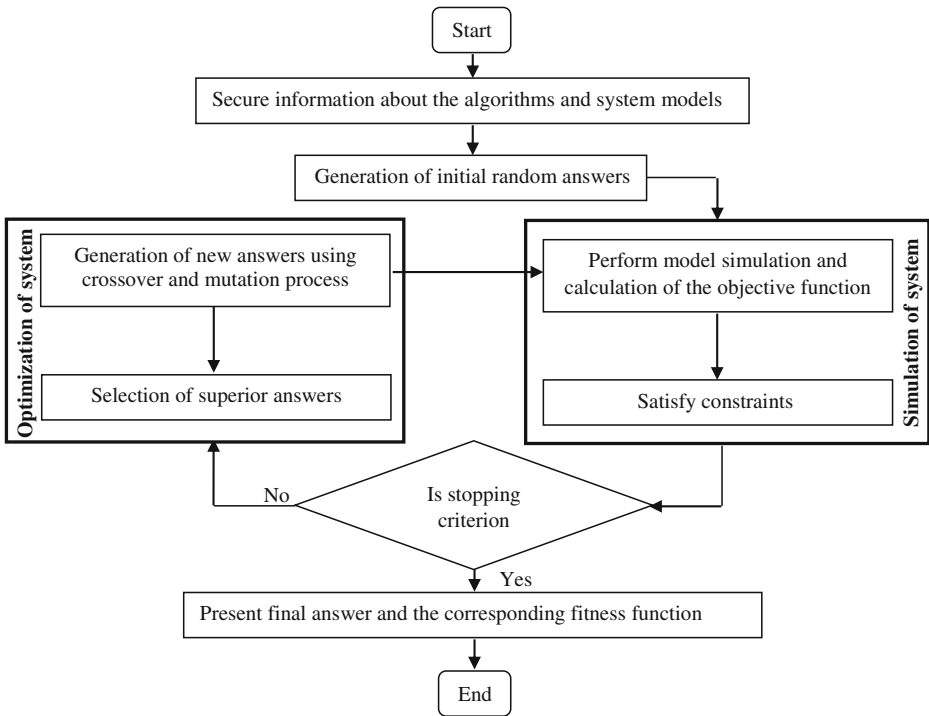 Start
Secure information about the algorithms and system models
Generation of initial random answers
Optimization of system
Generation of new answers using
crossover and mutation process
Selection of superior answers
Perform model simulation and
calculation of the objective function
Satisfy constraints
Simulation of system
No
Is stopping
criterion
Yes
Present final answer and the corresponding fitness function
End